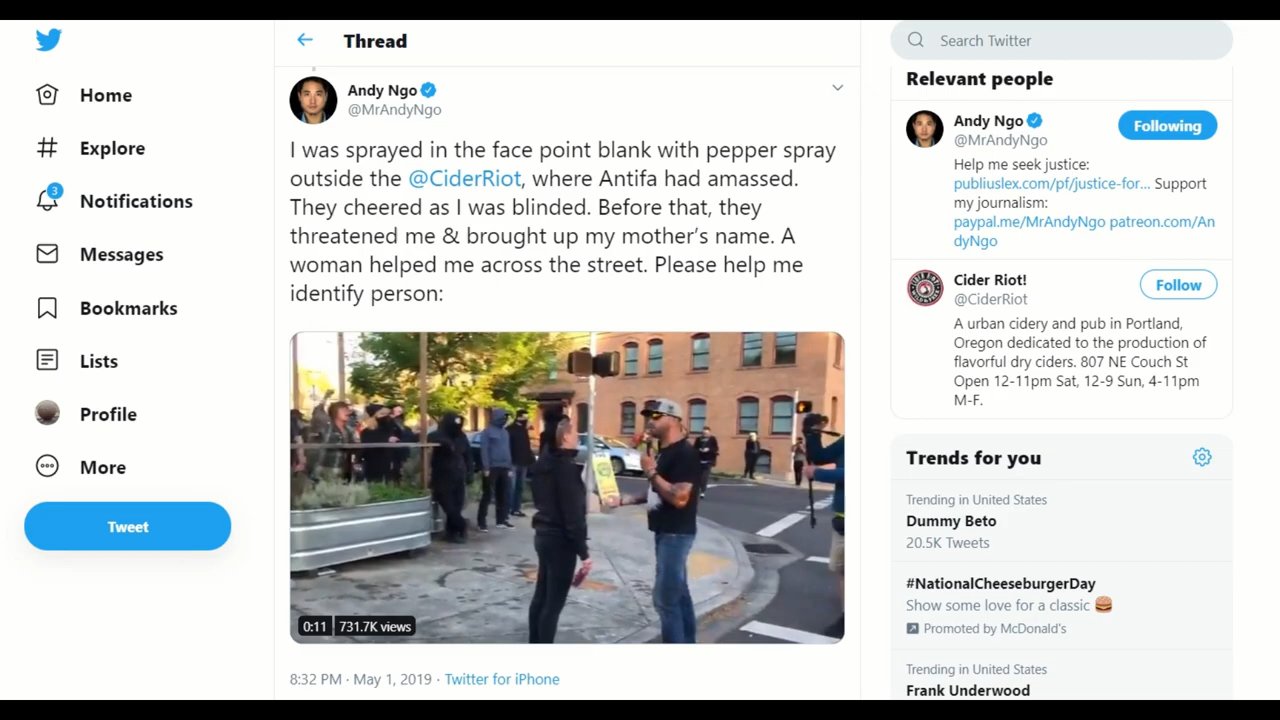 Home
Explore
3
Notifications
Messages
Bookmarks
Lists
Profile
More
Tweet
Thread
Andy Ngo
@MrAndyNgo
I was sprayed in the face point blank with pepper spray
outside the @CiderRiot, where Antifa had amassed.
They cheered as I was blinded. Before that, they
threatened me & brought up my mother's name. A
woman helped me across the street. Please help me
identify person:
0:11 731.7K views
8:32 PM · May 1, 2019 · Twitter for iPhone
Search Twitter
Relevant people
Andy Ngo
@MrAndyNgo
Following
Help me seek justice:
publiuslex.com/pf/justice-for... Support
my journalism:
paypal.me/MrAndyNgo patreon.com/An
dyNgo
Cider Riot!
@CiderRiot
Follow
A urban cidery and pub in Portland,
Oregon dedicated to the production of
flavorful dry ciders. 807 NE Couch St
Open 12-11pm Sat, 12-9 Sun, 4-11pm
M-F.
Trends for you
Trending in United States
Dummy Beto
20.5K Tweets
#NationalCheeseburgerDay
Show some love for a classic 🍔
Promoted by McDonald's
Trending in United States
Frank Underwood